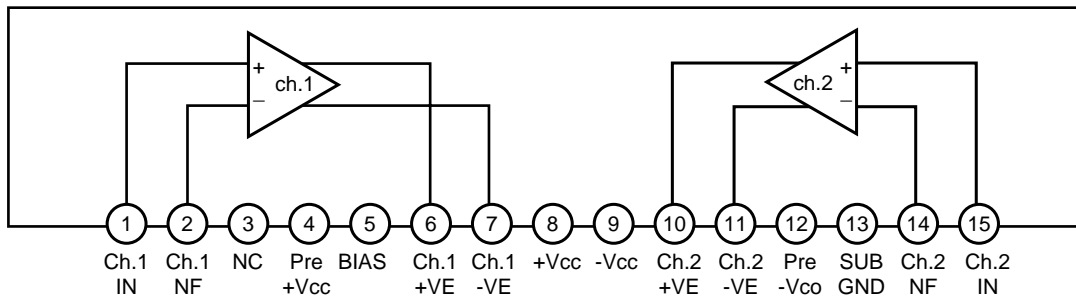 +
−
ch.1
+
−
ch.2
1 2 3 4 5 6 7 8 9 10 11 12 13 14 15
Ch.1 Ch.1 NC Pre BIAS Ch.1 Ch.1 +Vcc -Vcc Ch.2 Ch.2 Pre SUB Ch.2 Ch.2
IN NF +Vcc +VE -VE +VE -VE -Vco GND NF IN